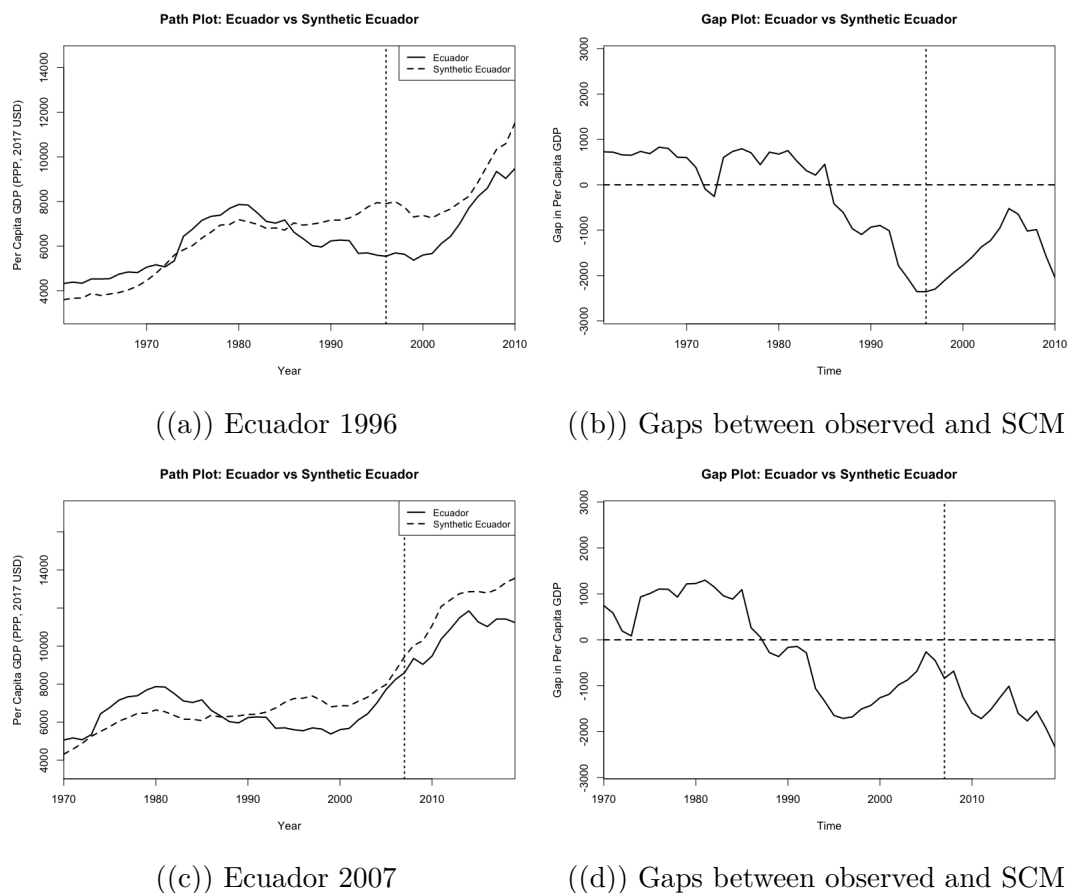 Path Plot: Ecuador vs Synthetic Ecuador
Per Capita GDP (PPP, 2017 USD)
14000
12000
10000
8000
6000
4000
Ecuador
Synthetic Ecuador
1970 1980 1990 2000 2010
Year
((a)) Ecuador 1996
Gap Plot: Ecuador vs Synthetic Ecuador
Gap in Per Capita GDP
3000
2000
1000
0
-1000
-2000
-3000
1970 1980 1990 2000 2010
Time
((b)) Gaps between observed and SCM
Path Plot: Ecuador vs Synthetic Ecuador
Per Capita GDP (PPP, 2017 USD)
14000
10000
8000
6000
4000
Ecuador
Synthetic Ecuador
1970 1980 1990 2000 2010
Year
((c)) Ecuador 2007
Gap Plot: Ecuador vs Synthetic Ecuador
Gap in Per Capita GDP
3000
2000
1000
0
-1000
-2000
-3000
1970 1980 1990 2000 2010
Time
((d)) Gaps between observed and SCM